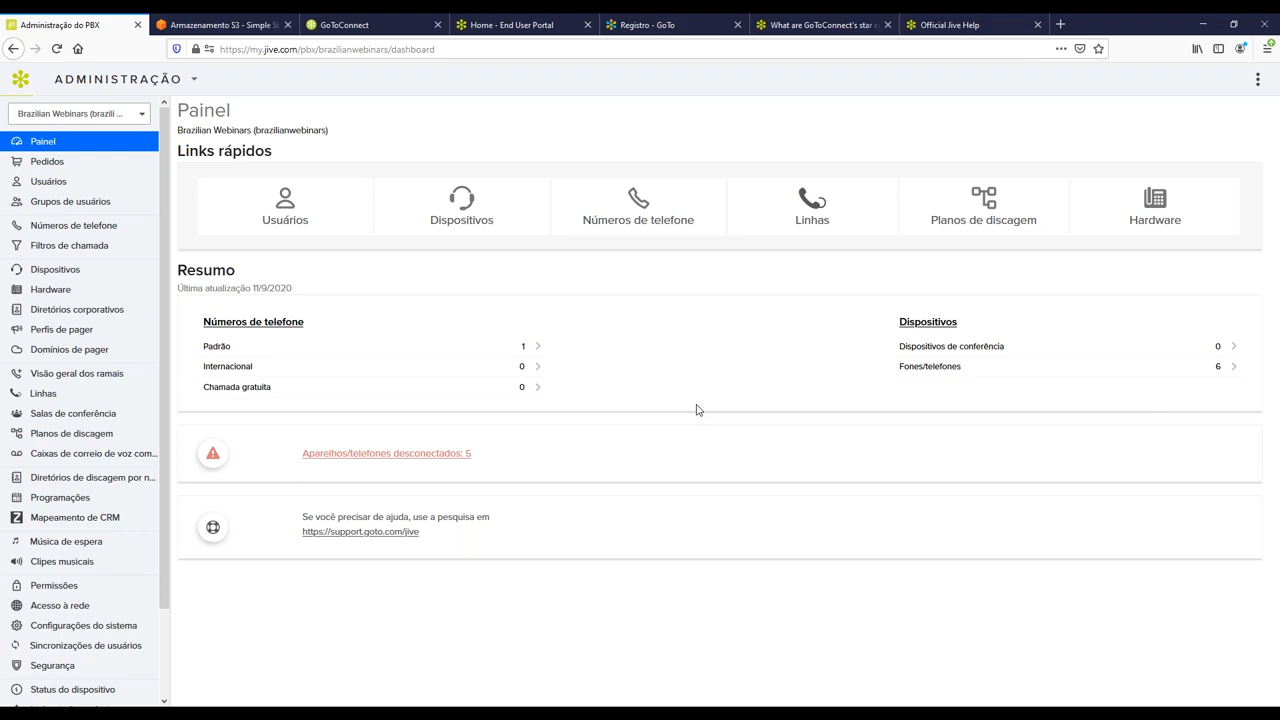 Administração do PBX
Armazenamento S3 - Simple S
GoToConnect
Home - End User Portal
Registro - GoTo
What are GoToConnect's star c
Official Jive Help
https://my.jive.com/pbx/brazilianwebinars/dashboard
ADMINISTRAÇÃO
Brazilian Webinars (brazili ...
Painel
Pedidos
Usuários
Grupos de usuários
Números de telefone
Filtros de chamada
Dispositivos
Hardware
Diretórios corporativos
Perfis de pager
Domínios de pager
Visão geral dos ramais
Linhas
Salas de conferência
Planos de discagem
Caixas de correio de voz com...
Diretórios de discagem por n...
Programações
Mapeamento de CRM
Música de espera
Clipes musicais
Permissões
Acesso à rede
Configurações do sistema
Sincronizações de usuários
Segurança
Status do dispositivo
Painel
Brazilian Webinars (brazilianwebinars)
Links rápidos
Usuários
Dispositivos
Números de telefone
Linhas
Planos de discagem
Hardware
Resumo
Última atualização 11/9/2020
Números de telefone
Padrão 1
Internacional 0
Chamada gratuita 0
Dispositivos
Dispositivos de conferência 0
Fones/telefones 6
Aparelhos/telefones desconectados: 5
Se você precisar de ajuda, use a pesquisa em
https://support.goto.com/jive